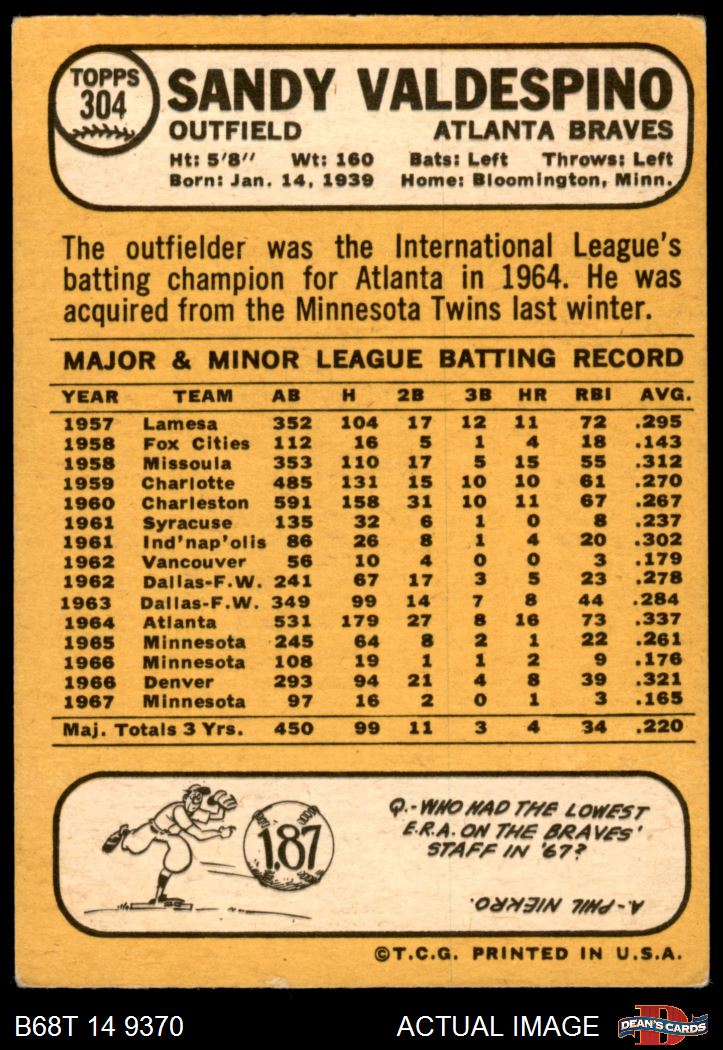 TOPPS
304
SANDY VALDESPINO
OUTFIELD ATLANTA BRAVES
Ht: 5'8" Wt: 160 Bats: Left Throws: Left
Born: Jan. 14, 1939 Home: Bloomington, Minn.
The outfielder was the International League's
batting champion for Atlanta in 1964. He was
acquired from the Minnesota Twins last winter.
MAJOR & MINOR LEAGUE BATTING RECORD
YEAR TEAM AB H 2B 3B HR RBI AVG.
1957 Lamesa 352 104 17 12 11 72 .295
1958 Fox Cities 112 16 5 1 4 18 .143
1958 Missoula 353 110 17 5 15 55 .312
1959 Charlotte 485 131 15 10 10 61 .270
1960 Charleston 591 158 31 10 11 67 .267
1961 Syracuse 135 32 6 1 0 8 .237
1961 Ind'nap'olis 86 26 8 1 4 20 .302
1962 Vancouver 56 10 4 0 0 3 .179
1962 Dallas-F.W. 241 67 17 3 5 23 .278
1963 Dallas-F.W. 349 99 14 7 8 44 .284
1964 Atlanta 531 179 27 8 16 73 .337
1965 Minnesota 245 64 8 2 1 22 .261
1966 Minnesota 108 19 1 1 2 9 .176
1966 Denver 293 94 21 4 8 39 .321
1967 Minnesota 97 16 2 0 1 3 .165
Maj. Totals 3 Yrs. 450 99 11 3 4 34 .220
1.87
Q.-WHO HAD THE LOWEST
E.R.A. ON THE BRAVES'
STAFF IN '67?
A.-PHIL NIEKRO.
©T.C.G. PRINTED IN U.S.A.
B68T 14 9370 ACTUAL IMAGE
D
DEAN'S CARDS